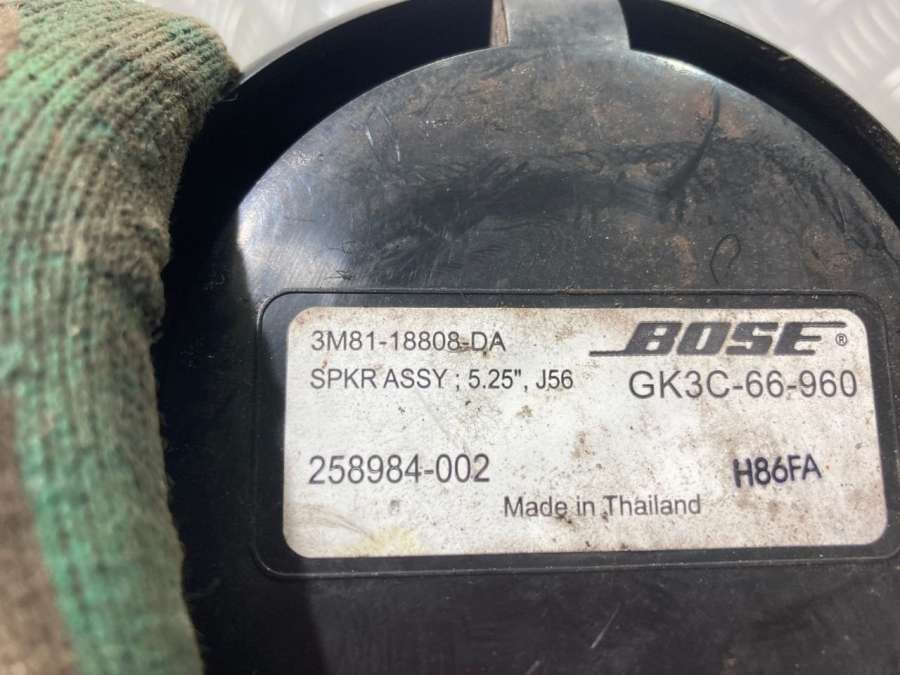 3M81-18808-DA
BOSE®
SPKR ASSY ; 5.25", J56
GK3C-66-960
258984-002
H86FA
Made in Thailand